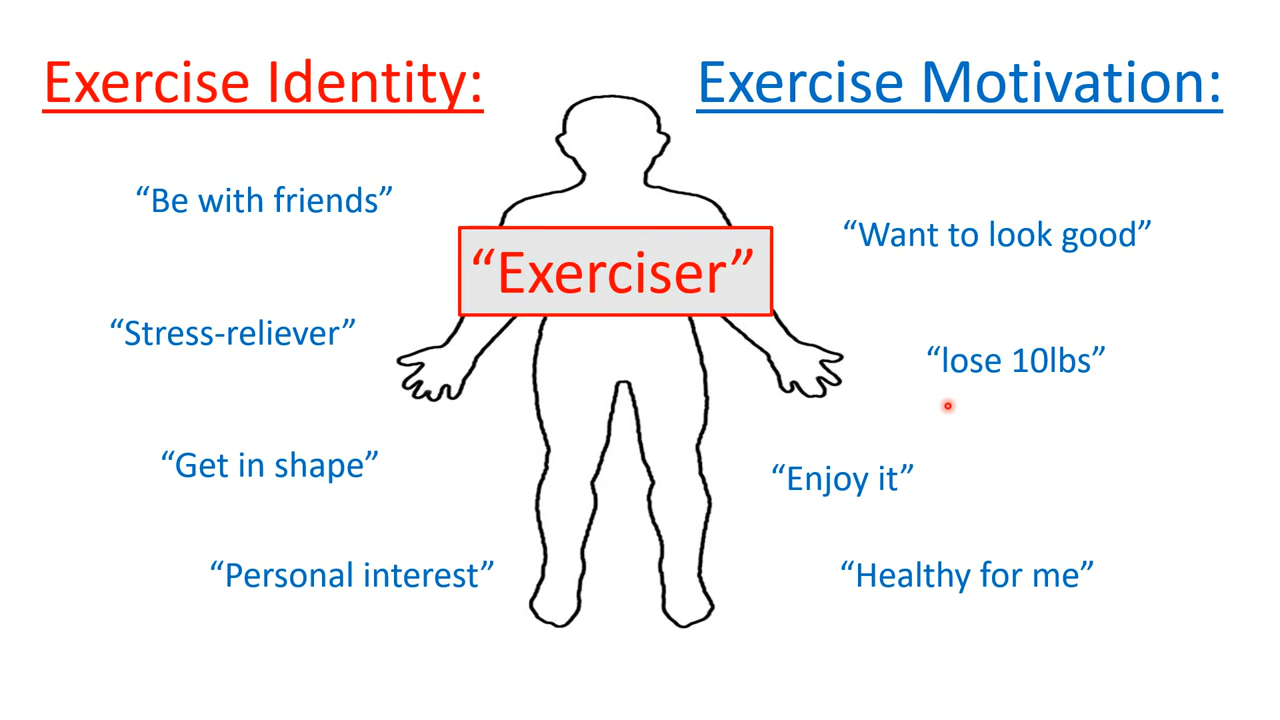 Exercise Identity:
Exercise Motivation:
“Be with friends”
“Want to look good”
“Exerciser”
“Stress-reliever”
“lose 10lbs”
“Get in shape”
“Enjoy it”
“Personal interest”
“Healthy for me”